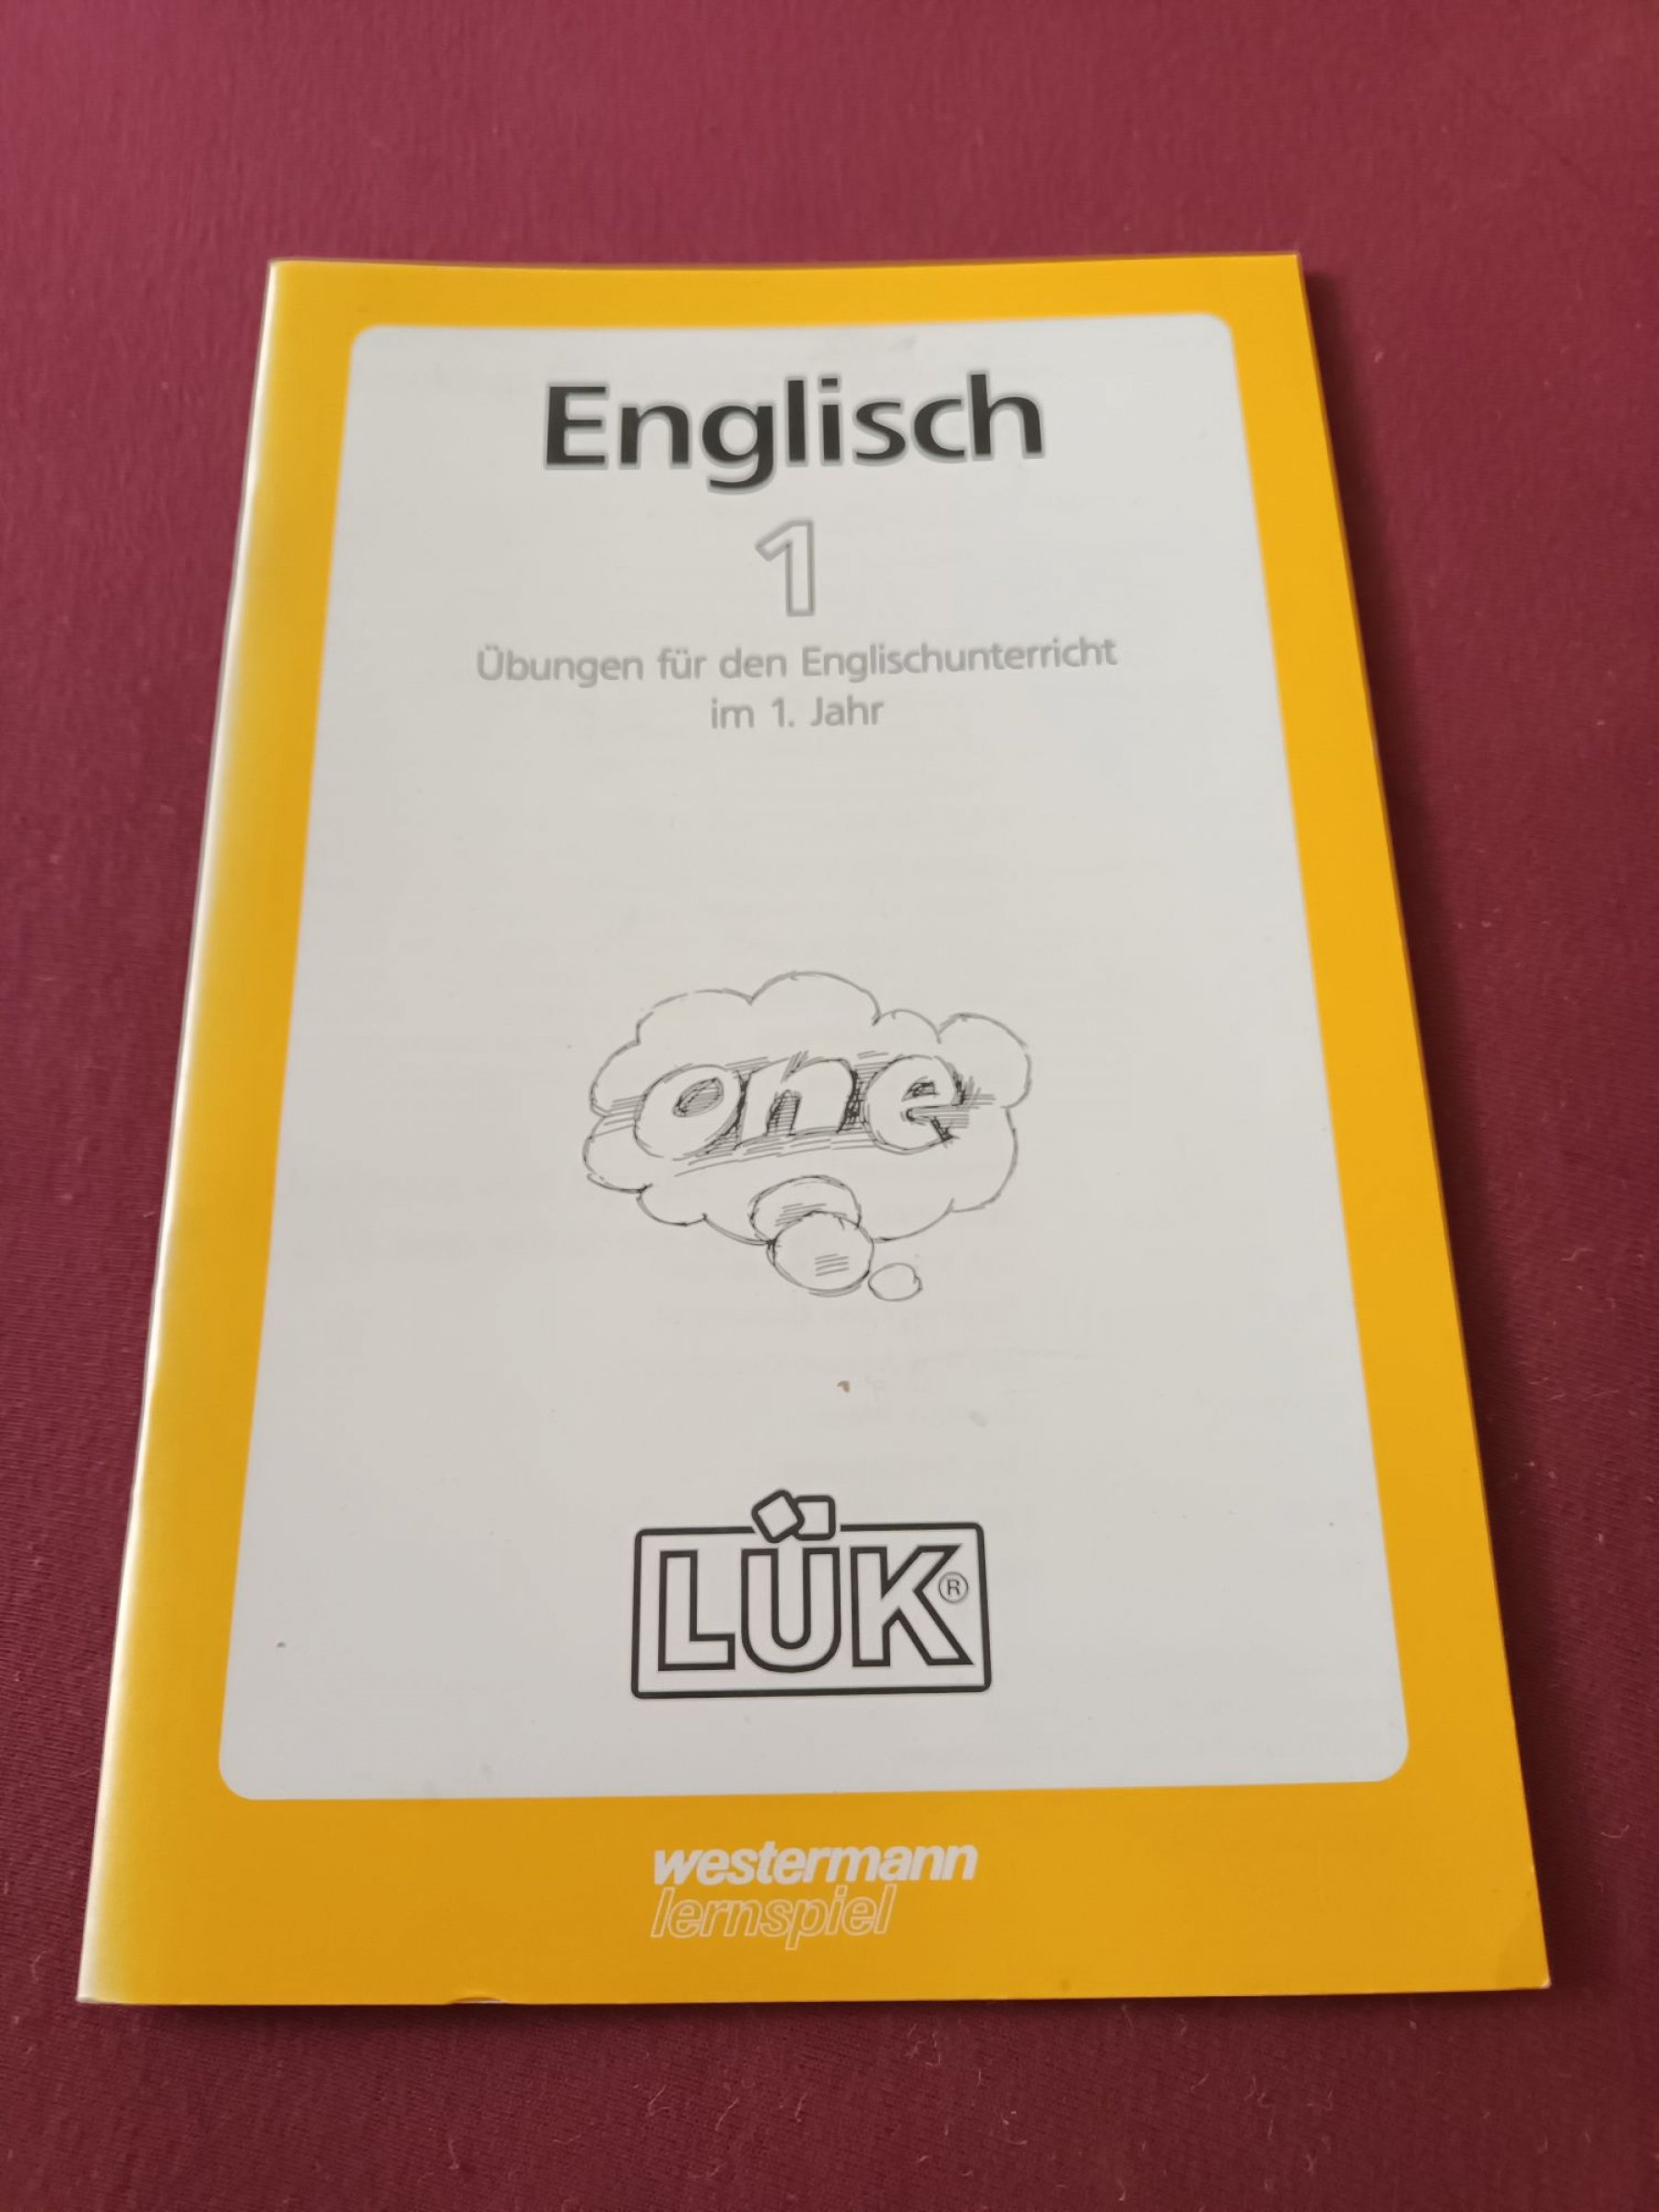 Englisch
1
Übungen für den Englischunterricht
im 1. Jahr
one
LÜK®
westermann
lernspiel